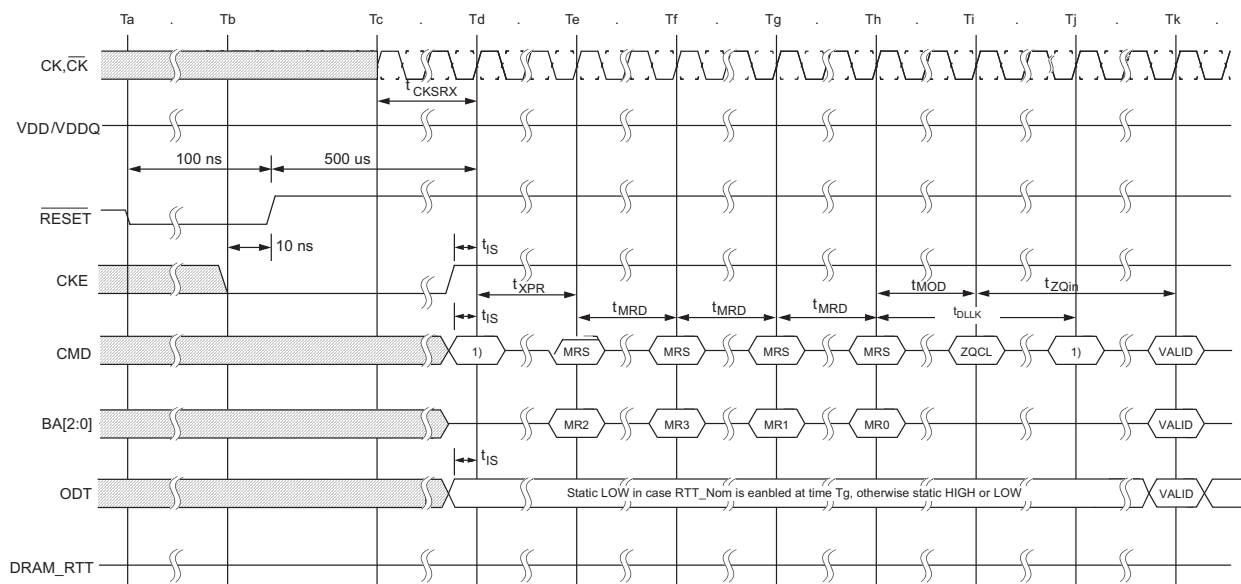 Ta . Tb . Tc . Td . Te . Tf . Tg . Th . Ti . Tj . Tk .
CK,CK
tCKSRX
VDD/VDDQ
100 ns 500 us
RESET
10 ns tIS
CKE
tXPR tMOD tZQin
tIS tMRD tMRD tMRD tDLLK
CMD 1) MRS MRS MRS MRS ZQCL 1) VALID
BA[2:0] MR2 MR3 MR1 MR0 VALID
tIS
ODT Static LOW in case RTT_Nom is eanbled at time Tg, otherwise static HIGH or LOW VALID
DRAM_RTT